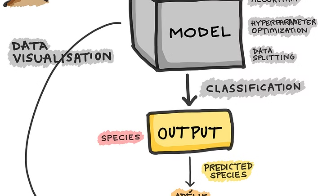 MODEL
HYPERPARAMETER
OPTIMIZATION
DATA
SPLITTING
DATA
VISUALISATION
CLASSIFICATION
SPECIES
OUTPUT
PREDICTED
SPECIES